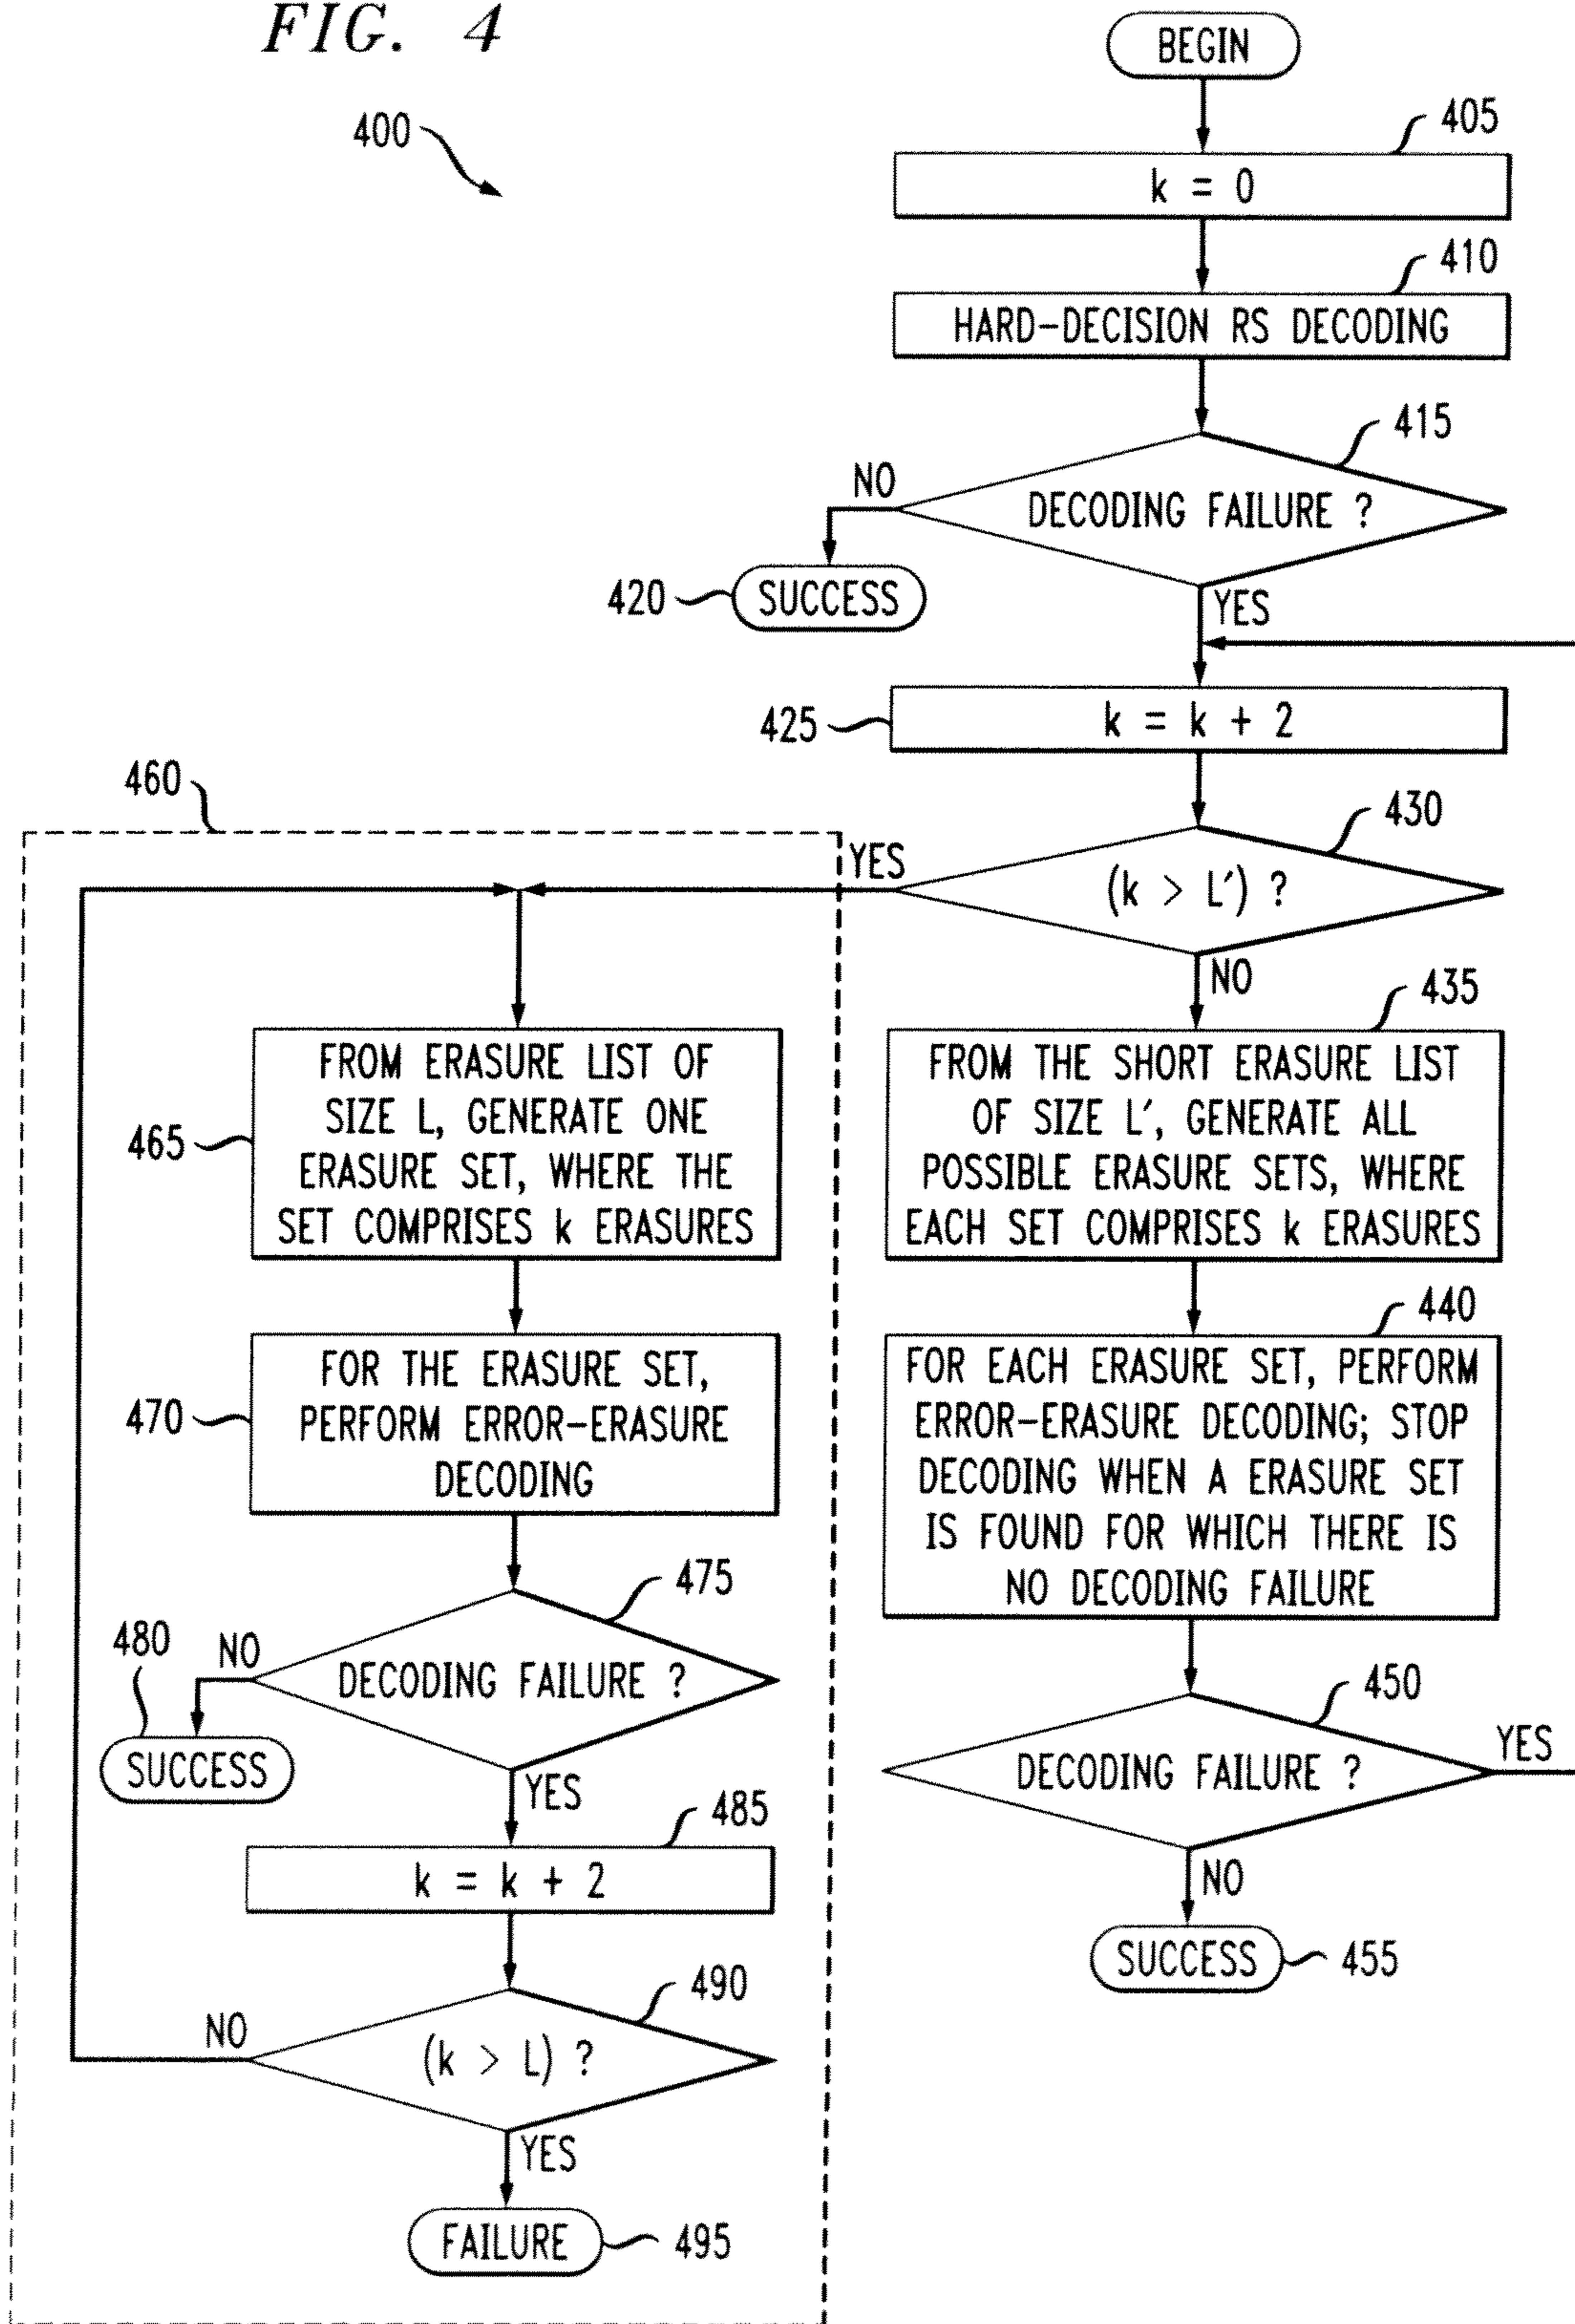 FIG. 4
400
BEGIN
405
k = 0
410
HARD-DECISION RS DECODING
415
DECODING FAILURE ?
NO
420
SUCCESS
YES
425
k = k + 2
430
(k > L′) ?
YES
NO
435
FROM THE SHORT ERASURE LIST
OF SIZE L′, GENERATE ALL
POSSIBLE ERASURE SETS, WHERE
EACH SET COMPRISES k ERASURES
440
FOR EACH ERASURE SET, PERFORM
ERROR-ERASURE DECODING; STOP
DECODING WHEN A ERASURE SET
IS FOUND FOR WHICH THERE IS
NO DECODING FAILURE
450
DECODING FAILURE ?
YES
NO
SUCCESS
455
460
465
FROM ERASURE LIST OF
SIZE L, GENERATE ONE
ERASURE SET, WHERE THE
SET COMPRISES k ERASURES
470
FOR THE ERASURE SET,
PERFORM ERROR-ERASURE
DECODING
475
DECODING FAILURE ?
NO
480
SUCCESS
YES
485
k = k + 2
490
(k > L) ?
NO
YES
FAILURE
495